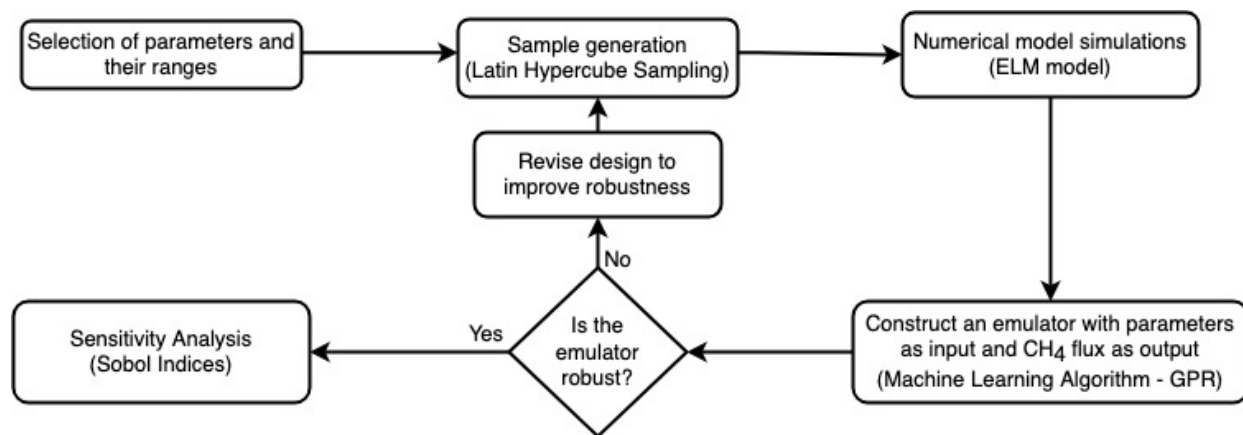 Selection of parameters and
their ranges
Sample generation
(Latin Hypercube Sampling)
Numerical model simulations
(ELM model)
Revise design to
improve robustness
No
Yes
Is the
emulator
robust?
Construct an emulator with parameters
as input and CH4 flux as output
(Machine Learning Algorithm - GPR)
Sensitivity Analysis
(Sobol Indices)